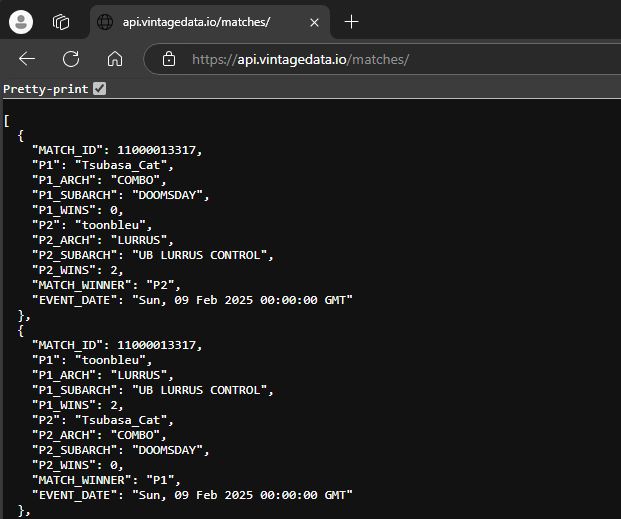 api.vintagedata.io/matches/
https://api.vintagedata.io/matches/
Pretty-print
[
  {
    "MATCH_ID": 11000013317,
    "P1": "Tsubasa_Cat",
    "P1_ARCH": "COMBO",
    "P1_SUBARCH": "DOOMSDAY",
    "P1_WINS": 0,
    "P2": "toonbleu",
    "P2_ARCH": "LURRUS",
    "P2_SUBARCH": "UB LURRUS CONTROL",
    "P2_WINS": 2,
    "MATCH_WINNER": "P2",
    "EVENT_DATE": "Sun, 09 Feb 2025 00:00:00 GMT"
  },
  {
    "MATCH_ID": 11000013317,
    "P1": "toonbleu",
    "P1_ARCH": "LURRUS",
    "P1_SUBARCH": "UB LURRUS CONTROL",
    "P1_WINS": 2,
    "P2": "Tsubasa_Cat",
    "P2_ARCH": "COMBO",
    "P2_SUBARCH": "DOOMSDAY",
    "P2_WINS": 0,
    "MATCH_WINNER": "P1",
    "EVENT_DATE": "Sun, 09 Feb 2025 00:00:00 GMT"
  },